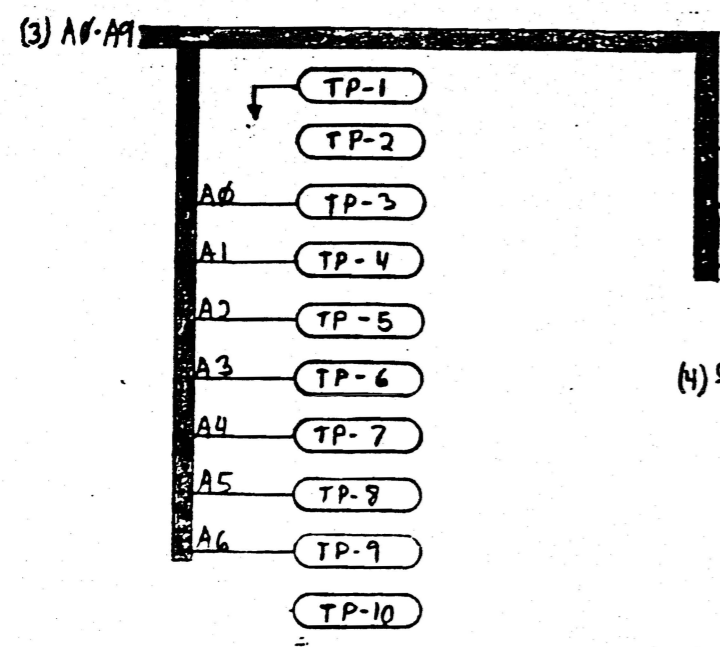 (3) AØ-A9
TP-1
TP-2
AØ TP-3
A1 TP-4
A2 TP-5
A3 TP-6
(4)
A4 TP-7
A5 TP-8
A6 TP-9
TP-10